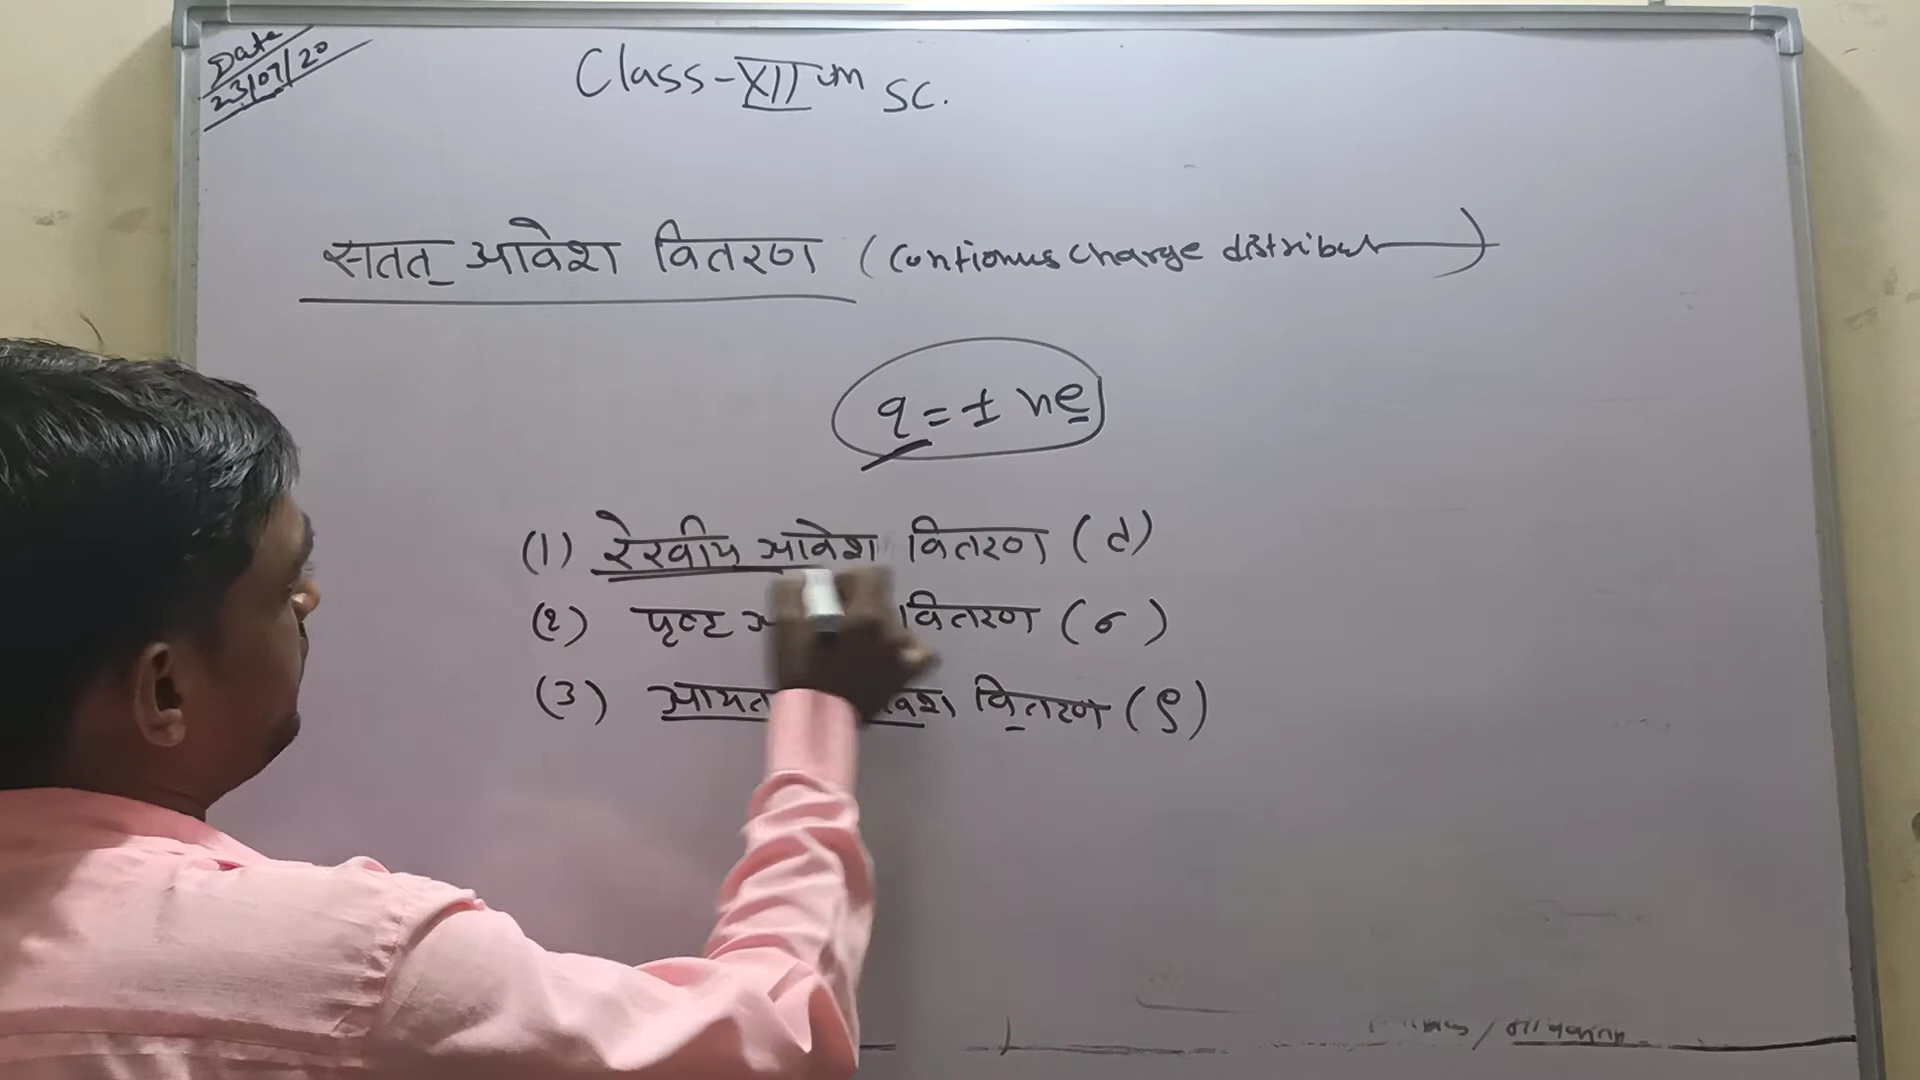 Date
23/07/20
Class-XII th SC.
सतत् आवेश वितरण (Contionus charge distribut
q = ± ne
(1) रेखीय आवेश वितरण (λ)
(२) पृष्ट वितरण (σ)
(3) वितरण (ρ)